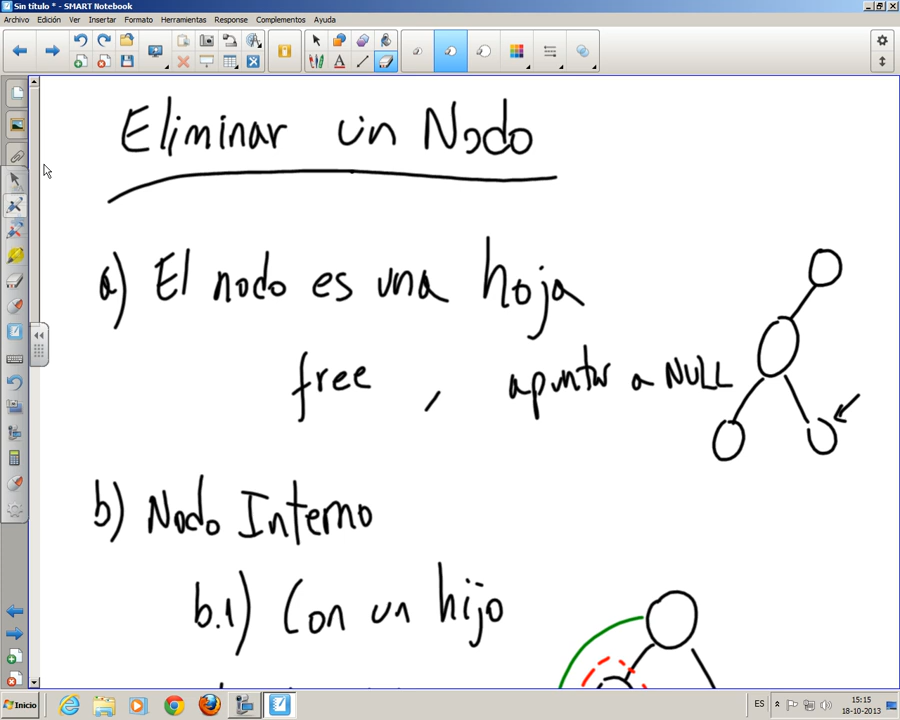 Sin título * - SMART Notebook
Archivo Edición Ver Insertar Formato Herramientas Response Complementos Ayuda
Eliminar un Nodo
a) El nodo es una hoja
free , apuntar a NULL
b) Nodo Interno
b.1) Con un hijo
Inicio
ES
15:15
18-10-2013